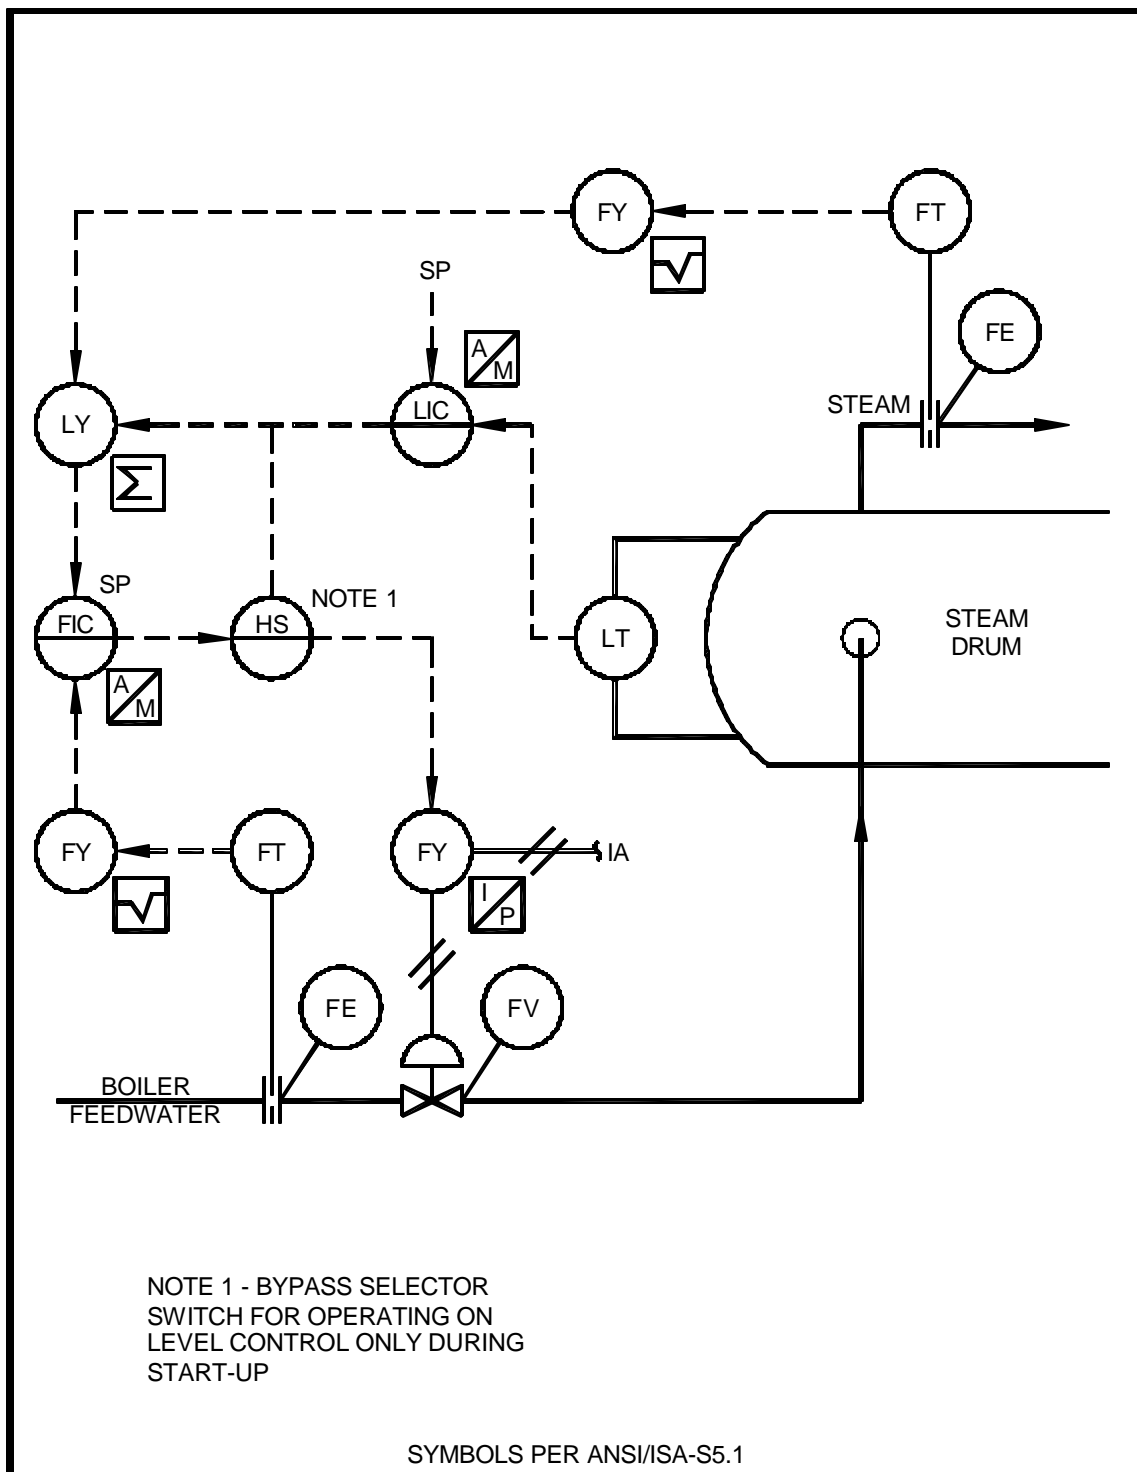 FY
FT
SP
FE
A
M
STEAM
LY
LIC
Σ
SP
NOTE 1
FIC
HS
LT
STEAM
DRUM
A
M
FY
FT
FY
IA
I
P
FE
FV
BOILER
FEEDWATER
NOTE 1 - BYPASS SELECTOR
SWITCH FOR OPERATING ON
LEVEL CONTROL ONLY DURING
START-UP
SYMBOLS PER ANSI/ISA-S5.1